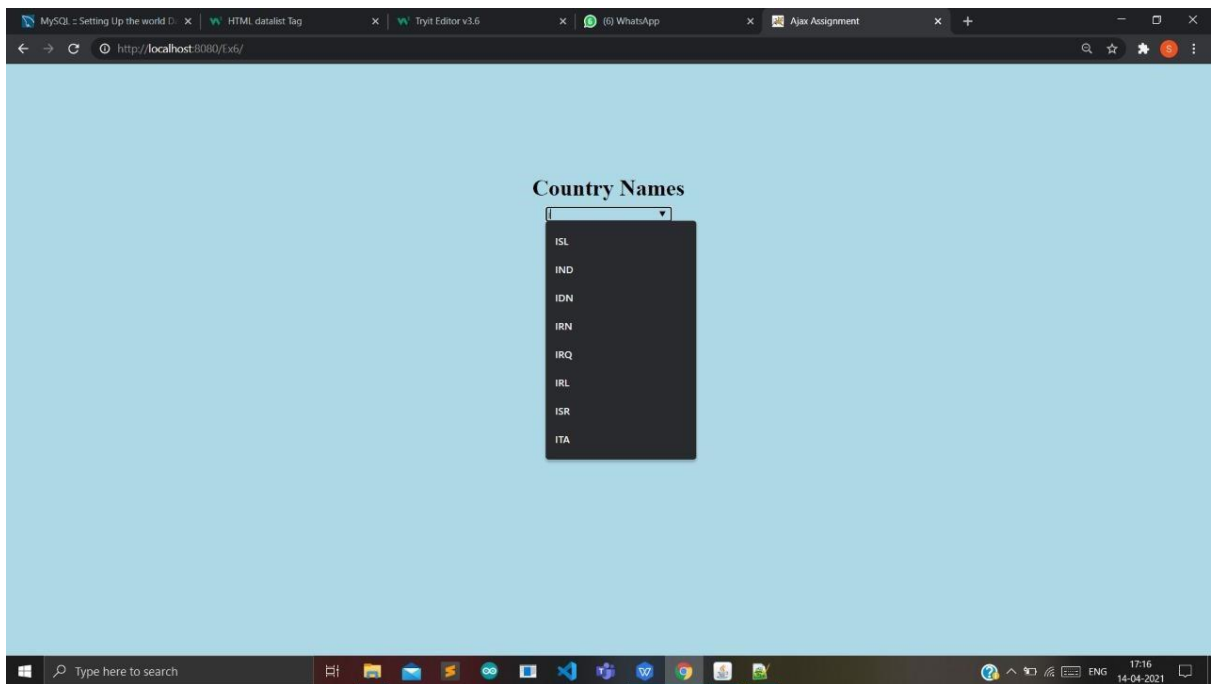 MySQL :: Setting Up the world D
HTML datalist Tag
Tryit Editor v3.6
(6) WhatsApp
Ajax Assignment
http://localhost:8080/Ex6/
S
Country Names
i
ISL
IND
IDN
IRN
IRQ
IRL
ISR
ITA
Type here to search
ENG
17:16
14-04-2021